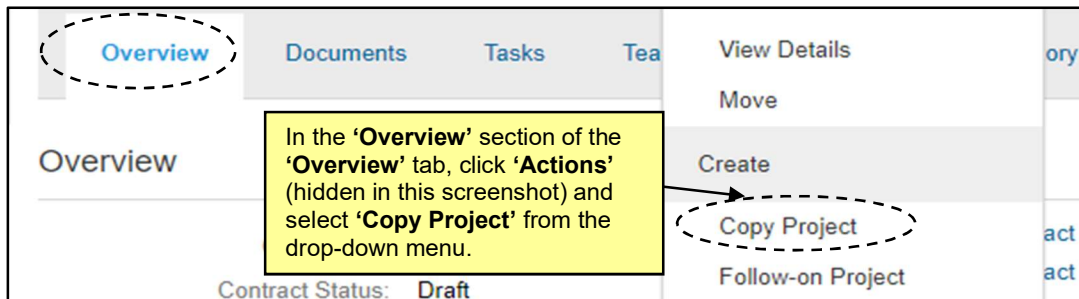 Overview Documents Tasks Tea View Details ory
Move
Overview
In the ‘Overview’ section of the
‘Overview’ tab, click ‘Actions’
(hidden in this screenshot) and
select ‘Copy Project’ from the
drop-down menu.
Create
Copy Project act
Follow-on Project act
Contract Status: Draft